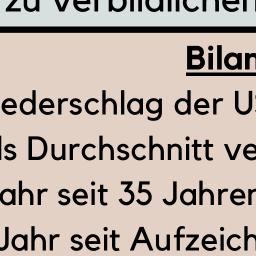 zu verbildlichen
Bilan
ederschlag der U
ls Durchschnitt ve
ahr seit 35 Jahren
Jahr seit Aufzeich